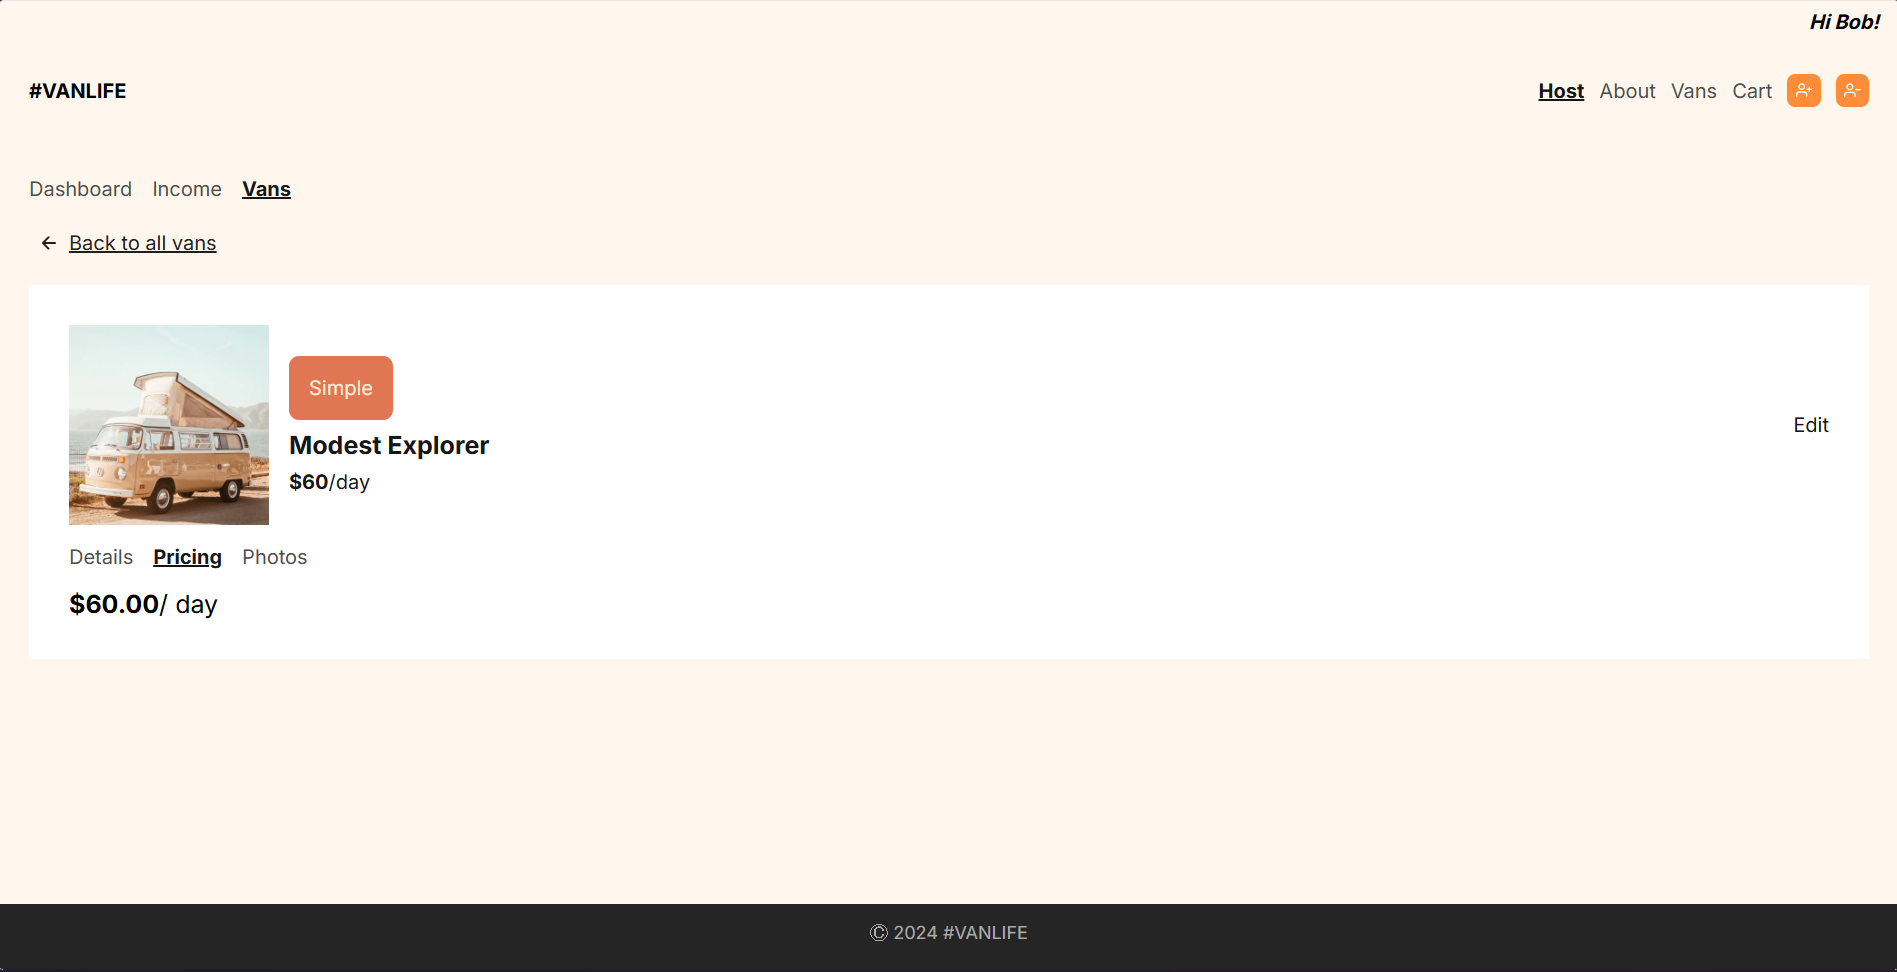 Hi Bob!
#VANLIFE
Host About Vans Cart
Dashboard Income Vans
← Back to all vans
Simple
Modest Explorer
$60/day
Edit
Details Pricing Photos
$60.00/ day
© 2024 #VANLIFE